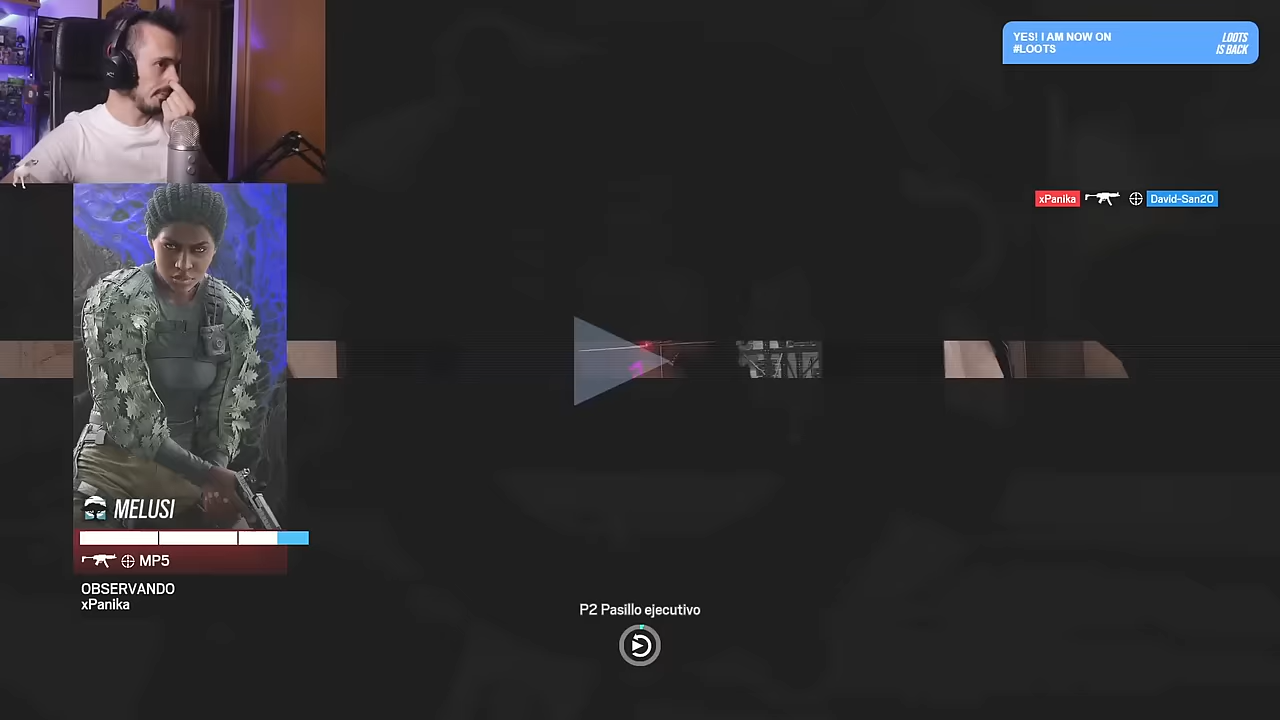 YES! I AM NOW ON
#LOOTS
LOOTS
IS BACK
xPanika
David-San20
MELUSI
MP5
OBSERVANDO
xPanika
P2 Pasillo ejecutivo